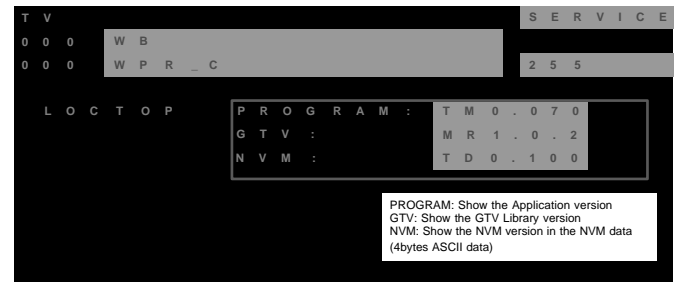 TV SERVICE
000 WB
000 WPR_C 255
LOCTOP PROGRAM: TM0.070
GTV: MR1.0.2
NVM: TD0.100
PROGRAM: Show the Application version
GTV: Show the GTV Library version
NVM: Show the NVM version in the NVM data
(4bytes ASCII data)